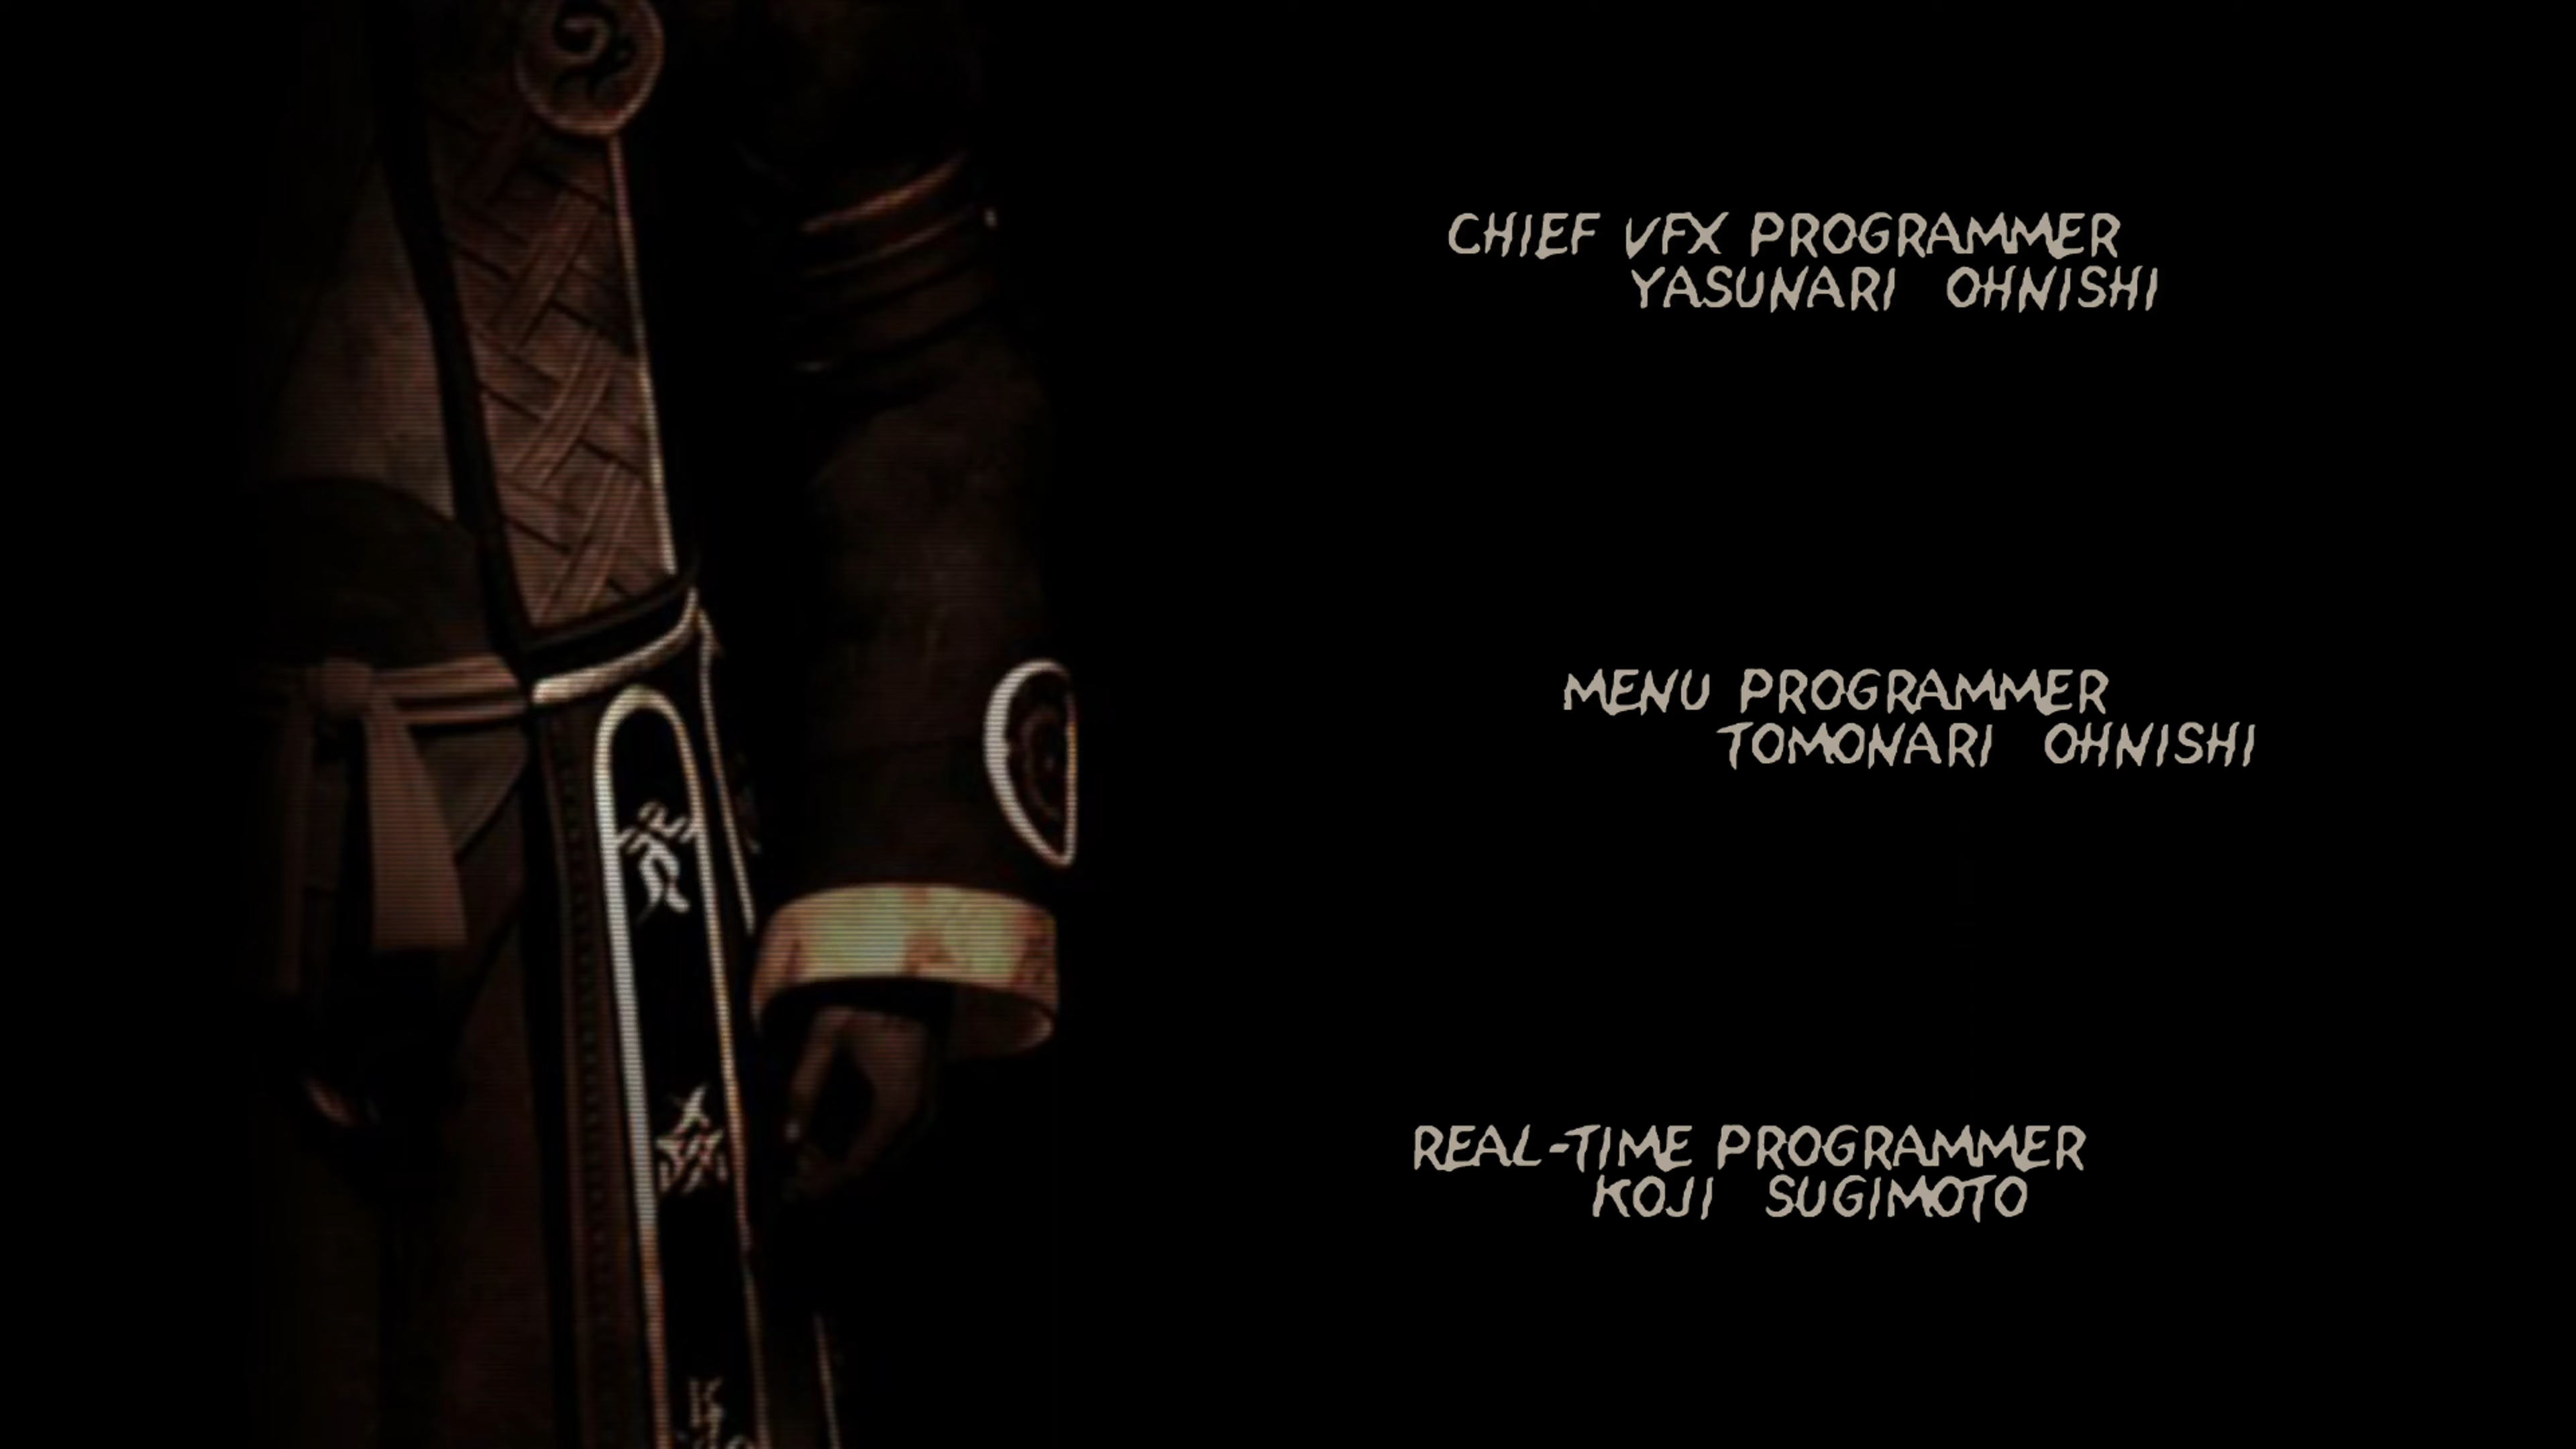 CHIEF VFX PROGRAMMER
YASUNARI OHNISHI
MENU PROGRAMMER
TOMONARI OHNISHI
REAL-TIME PROGRAMMER
KOJI SUGIMOTO